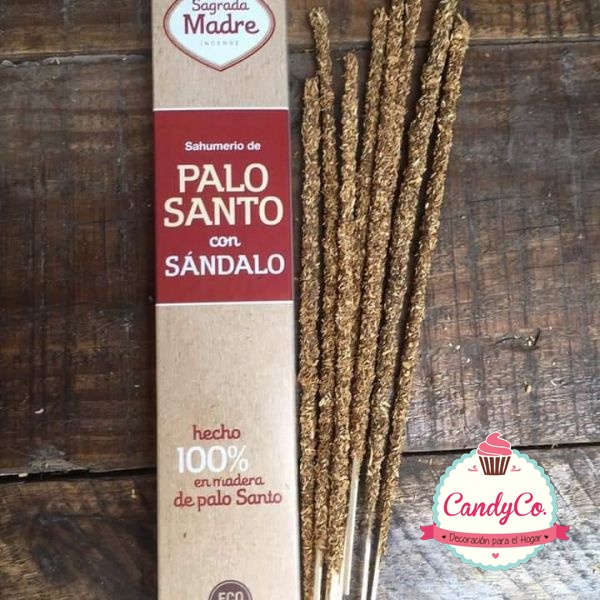 Sagrada
Madre
INCENSE
Sahumerio de
PALO
SANTO
con
SÁNDALO
hecho
100%
en madera
de palo Santo
ECO
CandyCo.
Decoración para el Hogar